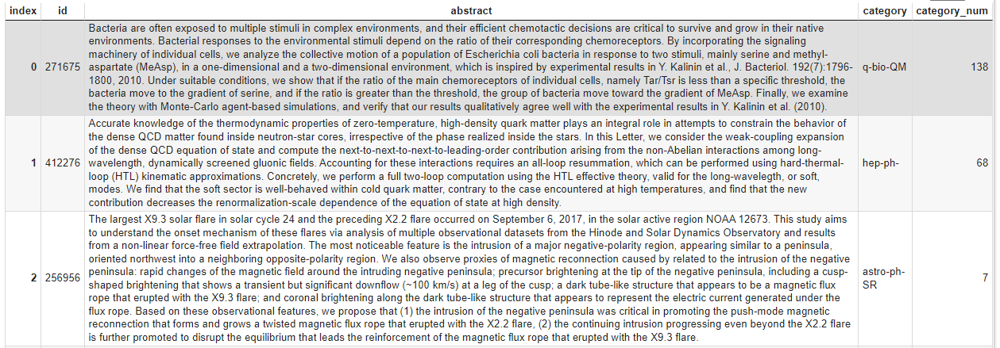 index id abstract category category_num
Bacteria are often exposed to multiple stimuli in complex environments, and their efficient chemotactic decisions are critical to survive and grow in their native
environments. Bacterial responses to the environmental stimuli depend on the ratio of their corresponding chemoreceptors. By incorporating the signaling
machinery of individual cells, we analyze the collective motion of a population of Escherichia coli bacteria in response to two stimuli, mainly serine and methyl-
0 271675 aspartate (MeAsp), in a one-dimensional and a two-dimensional environment, which is inspired by experimental results in Y. Kalinin et al., J. Bacteriol. 192(7):1796- q-bio-QM 138
1800, 2010. Under suitable conditions, we show that if the ratio of the main chemoreceptors of individual cells, namely Tar/Tsr is less than a specific threshold, the
bacteria move to the gradient of serine, and if the ratio is greater than the threshold, the group of bacteria move toward the gradient of MeAsp. Finally, we examine
the theory with Monte-Carlo agent-based simulations, and verify that our results qualitatively agree well with the experimental results in Y. Kalinin et al. (2010).
Accurate knowledge of the thermodynamic properties of zero-temperature, high-density quark matter plays an integral role in attempts to constrain the behavior of
the dense QCD matter found inside neutron-star cores, irrespective of the phase realized inside the stars. In this Letter, we consider the weak-coupling expansion
of the dense QCD equation of state and compute the next-to-next-to-next-to-leading-order contribution arising from the non-Abelian interactions among long-
1 412276 wavelength, dynamically screened gluonic fields. Accounting for these interactions requires an all-loop resummation, which can be performed using hard-thermal- hep-ph- 68
loop (HTL) kinematic approximations. Concretely, we perform a full two-loop computation using the HTL effective theory, valid for the long-wavelegth, or soft,
modes. We find that the soft sector is well-behaved within cold quark matter, contrary to the case encountered at high temperatures, and find that the new
contribution decreases the renormalization-scale dependence of the equation of state at high density.
The largest X9.3 solar flare in solar cycle 24 and the preceding X2.2 flare occurred on September 6, 2017, in the solar active region NOAA 12673. This study aims
to understand the onset mechanism of these flares via analysis of multiple observational datasets from the Hinode and Solar Dynamics Observatory and results
from a non-linear force-free field extrapolation. The most noticeable feature is the intrusion of a major negative-polarity region, appearing similar to a peninsula,
oriented northwest into a neighboring opposite-polarity region. We also observe proxies of magnetic reconnection caused by related to the intrusion of the negative
peninsula: rapid changes of the magnetic field around the intruding negative peninsula; precursor brightening at the tip of the negative peninsula, including a cusp-
2 256956 shaped brightening that shows a transient but significant downflow (~100 km/s) at a leg of the cusp; a dark tube-like structure that appears to be a magnetic flux astro-ph-SR 7
rope that erupted with the X9.3 flare; and coronal brightening along the dark tube-like structure that appears to represent the electric current generated under the
flux rope. Based on these observational features, we propose that (1) the intrusion of the negative peninsula was critical in promoting the push-mode magnetic
reconnection that forms and grows a twisted magnetic flux rope that erupted with the X2.2 flare, (2) the continuing intrusion progressing even beyond the X2.2 flare
is further promoted to disrupt the equilibrium that leads the reinforcement of the magnetic flux rope that erupted with the X9.3 flare.